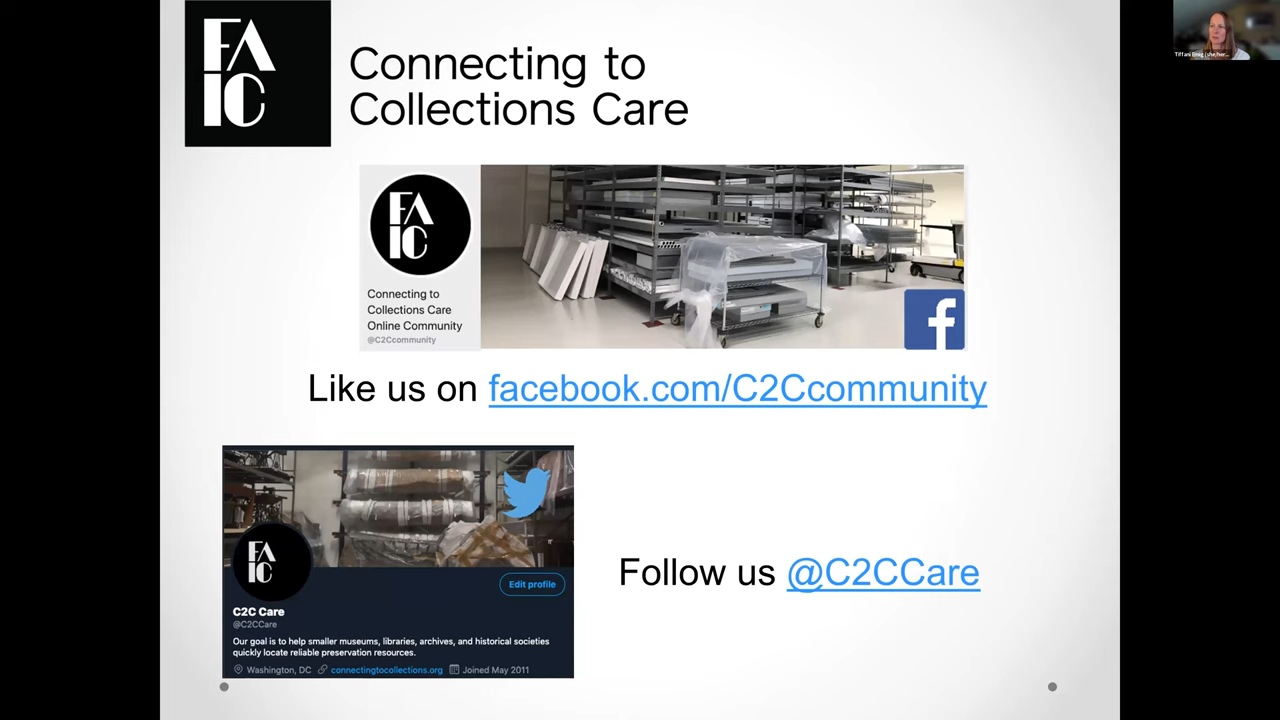 FA
IC
Connecting to
Collections Care
FA
IC
Connecting to
Collections Care
Online Community
@C2Ccommunity
f
Like us on facebook.com/C2Ccommunity
FA
IC
Edit profile
C2C Care
@C2CCare
Our goal is to help smaller museums, libraries, archives, and historical societies
quickly locate reliable preservation resources.
Washington, DC connectingtocollections.org Joined May 2011
Follow us @C2CCare